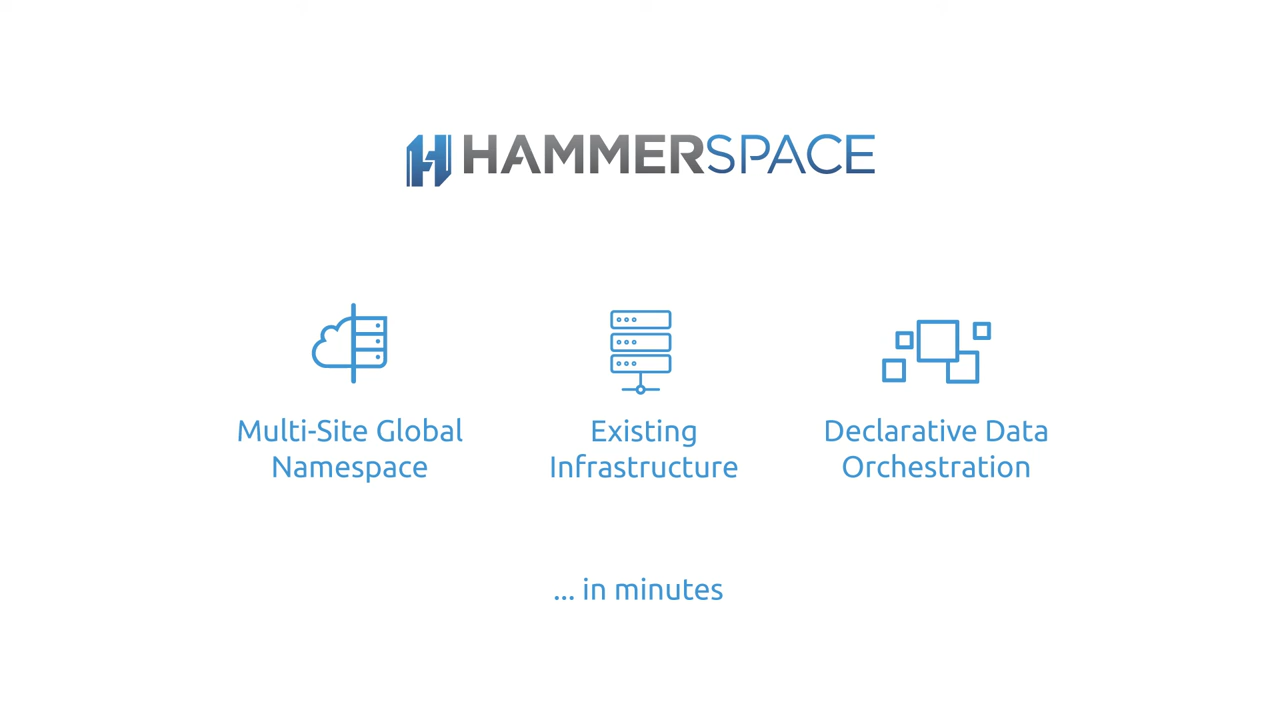 HAMMERSPACE
Multi-Site Global
Namespace
Existing
Infrastructure
Declarative Data
Orchestration
... in minutes